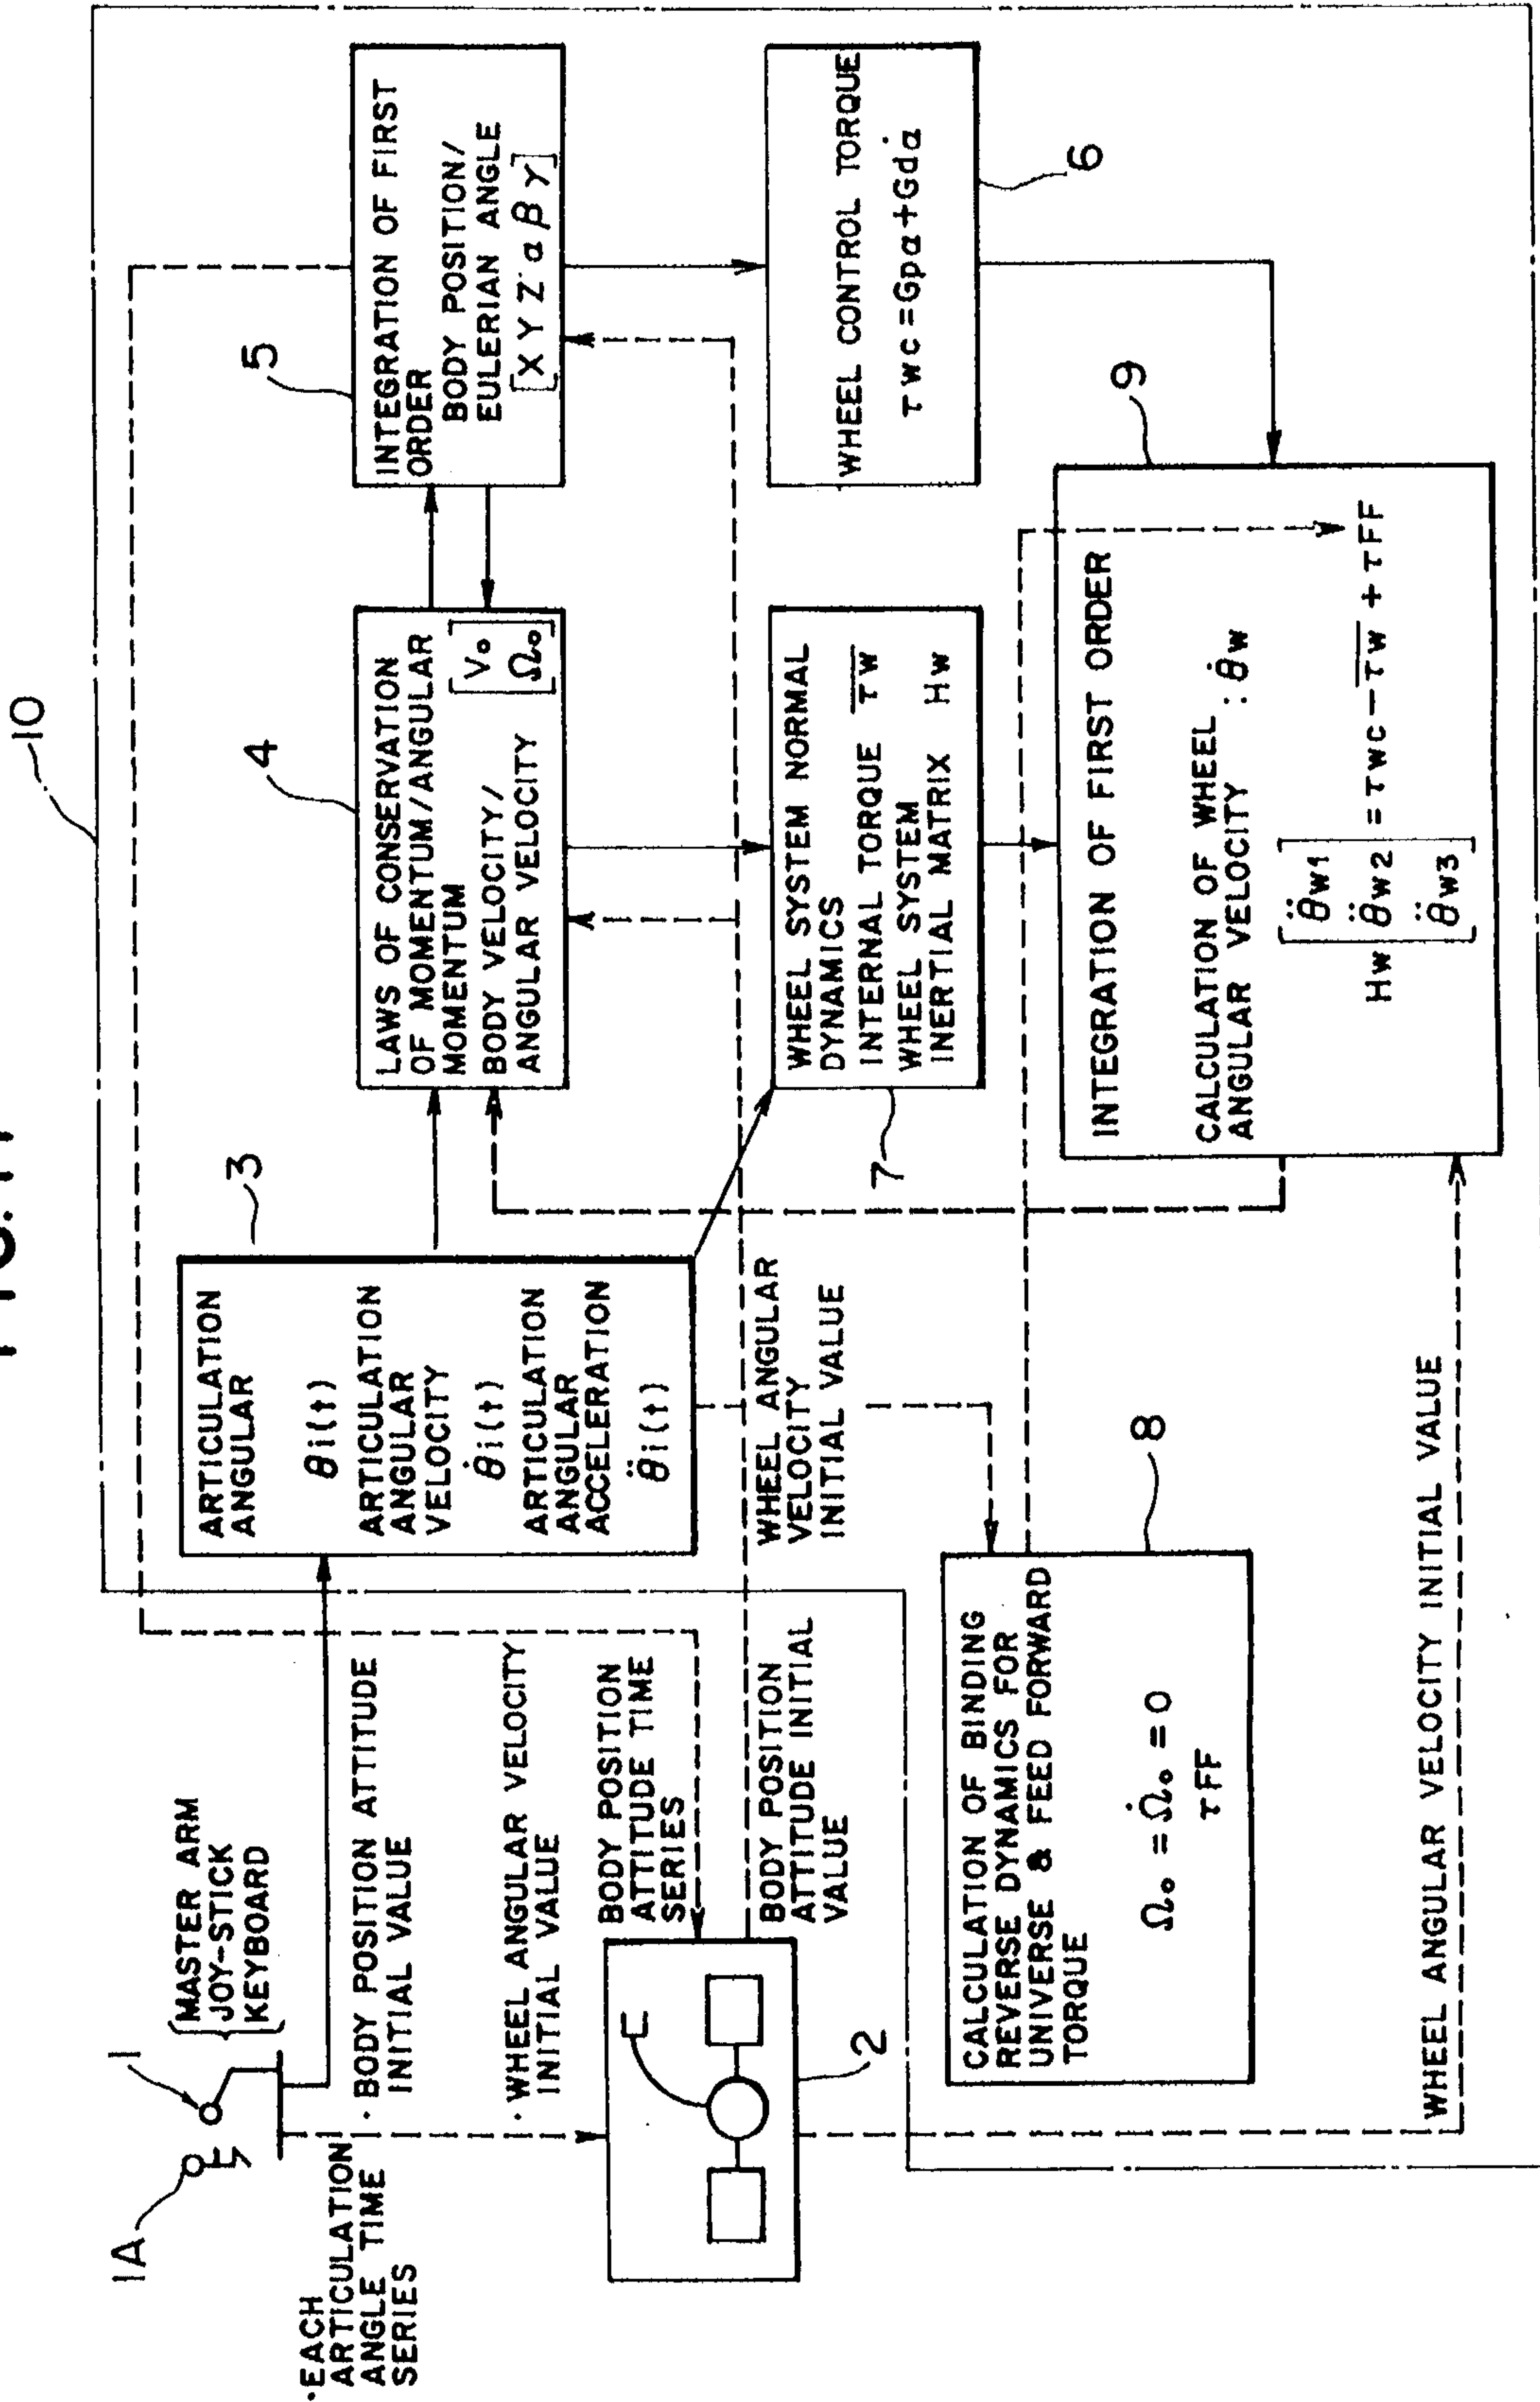 10
1A
1
MASTER ARM
JOY-STICK
KEYBOARD
·EACH
ARTICULATION
ANGLE TIME
SERIES
· BODY POSITION ATTITUDE
INITIAL VALUE
· WHEEL ANGULAR VELOCITY
INITIAL VALUE
BODY POSITION
ATTITUDE TIME
SERIES
BODY POSITION
ATTITUDE INITIAL
VALUE
2
3
ARTICULATION
ANGULAR
θi(t)
ARTICULATION
ANGULAR
VELOCITY
θ̇i(t)
ARTICULATION
ANGULAR
ACCELERATION
θ̈i(t)
WHEEL ANGULAR
VELOCITY
INITIAL VALUE
4
LAWS OF CONSERVATION
OF MOMENTUM/ANGULAR
MOMENTUM
BODY VELOCITY/
ANGULAR VELOCITY
[Vo
Ωo]
5
INTEGRATION OF FIRST
ORDER
BODY POSITION/
EULERIAN ANGLE
[X Y Z α β γ]
WHEEL CONTROL TORQUE
τwc=Gpα+Gdα̇
6
7
WHEEL SYSTEM NORMAL
DYNAMICS
INTERNAL TORQUE τ̅w̅
WHEEL SYSTEM
INERTIAL MATRIX Hw
8
CALCULATION OF BINDING
REVERSE DYNAMICS FOR
UNIVERSE & FEED FORWARD
TORQUE
Ωo=Ω̇o=0
τFF
9
INTEGRATION OF FIRST ORDER
CALCULATION OF WHEEL
ANGULAR VELOCITY :θ̇w
Hw[θ̈w1
θ̈w2
θ̈w3]=τwc-τ̅w̅+τFF
WHEEL ANGULAR VELOCITY INITIAL VALUE